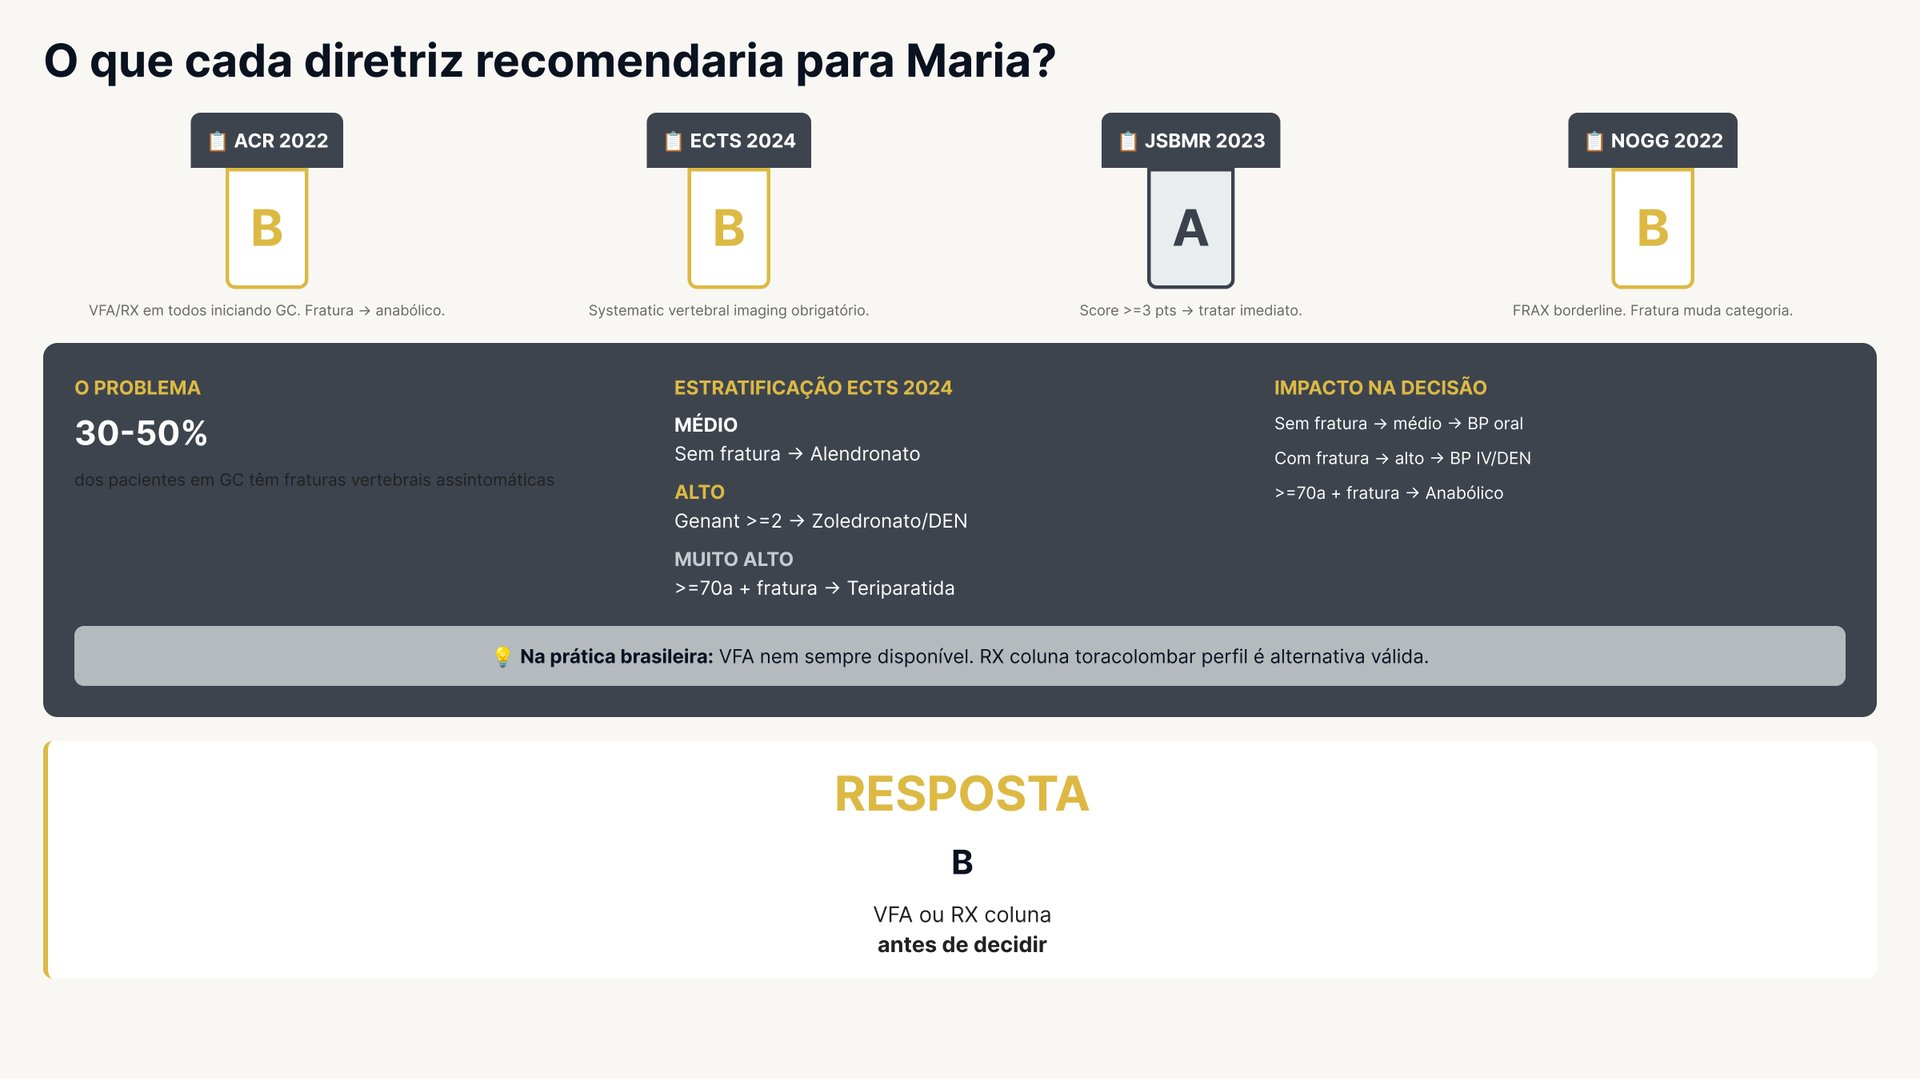 O que cada diretriz recomendaria para Maria?
📋 ACR 2022
B
VFA/RX em todos iniciando GC. Fratura → anabólico.
📋 ECTS 2024
B
Systematic vertebral imaging obrigatório.
📋 JSBMR 2023
A
Score >=3 pts → tratar imediato.
📋 NOGG 2022
B
FRAX borderline. Fratura muda categoria.
O PROBLEMA
30-50%
dos pacientes em GC têm fraturas vertebrais assintomáticas
ESTRATIFICAÇÃO ECTS 2024
MÉDIO
Sem fratura → Alendronato
ALTO
Genant >=2 → Zoledronato/DEN
MUITO ALTO
>=70a + fratura → Teriparatida
IMPACTO NA DECISÃO
Sem fratura → médio → BP oral
Com fratura → alto → BP IV/DEN
>=70a + fratura → Anabólico
💡 Na prática brasileira: VFA nem sempre disponível. RX coluna toracolombar perfil é alternativa válida.
RESPOSTA
B
VFA ou RX coluna
antes de decidir